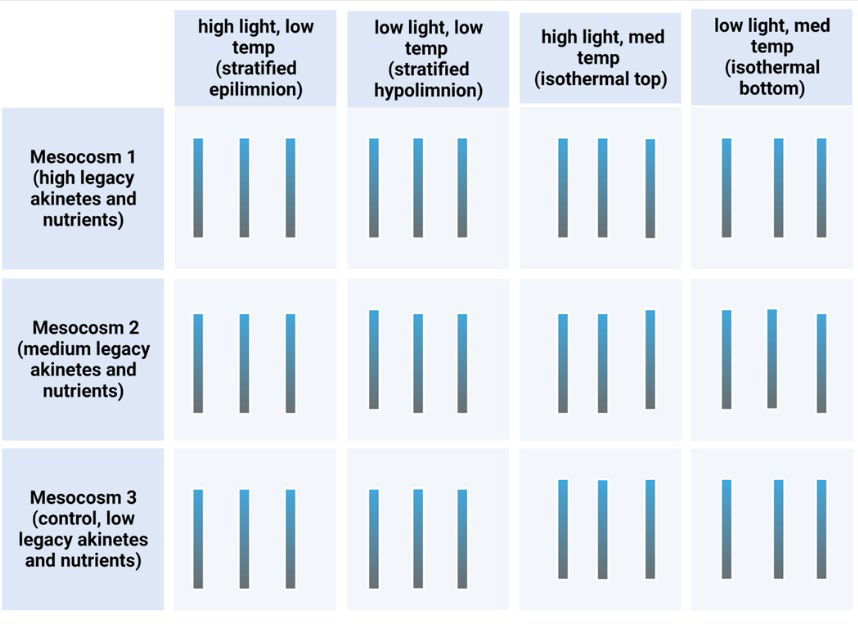 high light, low
temp
(stratified
epilimnion)
low light, low
temp
(stratified
hypolimnion)
high light, med
temp
(isothermal top)
low light, med
temp
(isothermal
bottom)
Mesocosm 1
(high legacy
akinetes and
nutrients)
Mesocosm 2
(medium legacy
akinetes and
nutrients)
Mesocosm 3
(control, low
legacy akinetes
and nutrients)